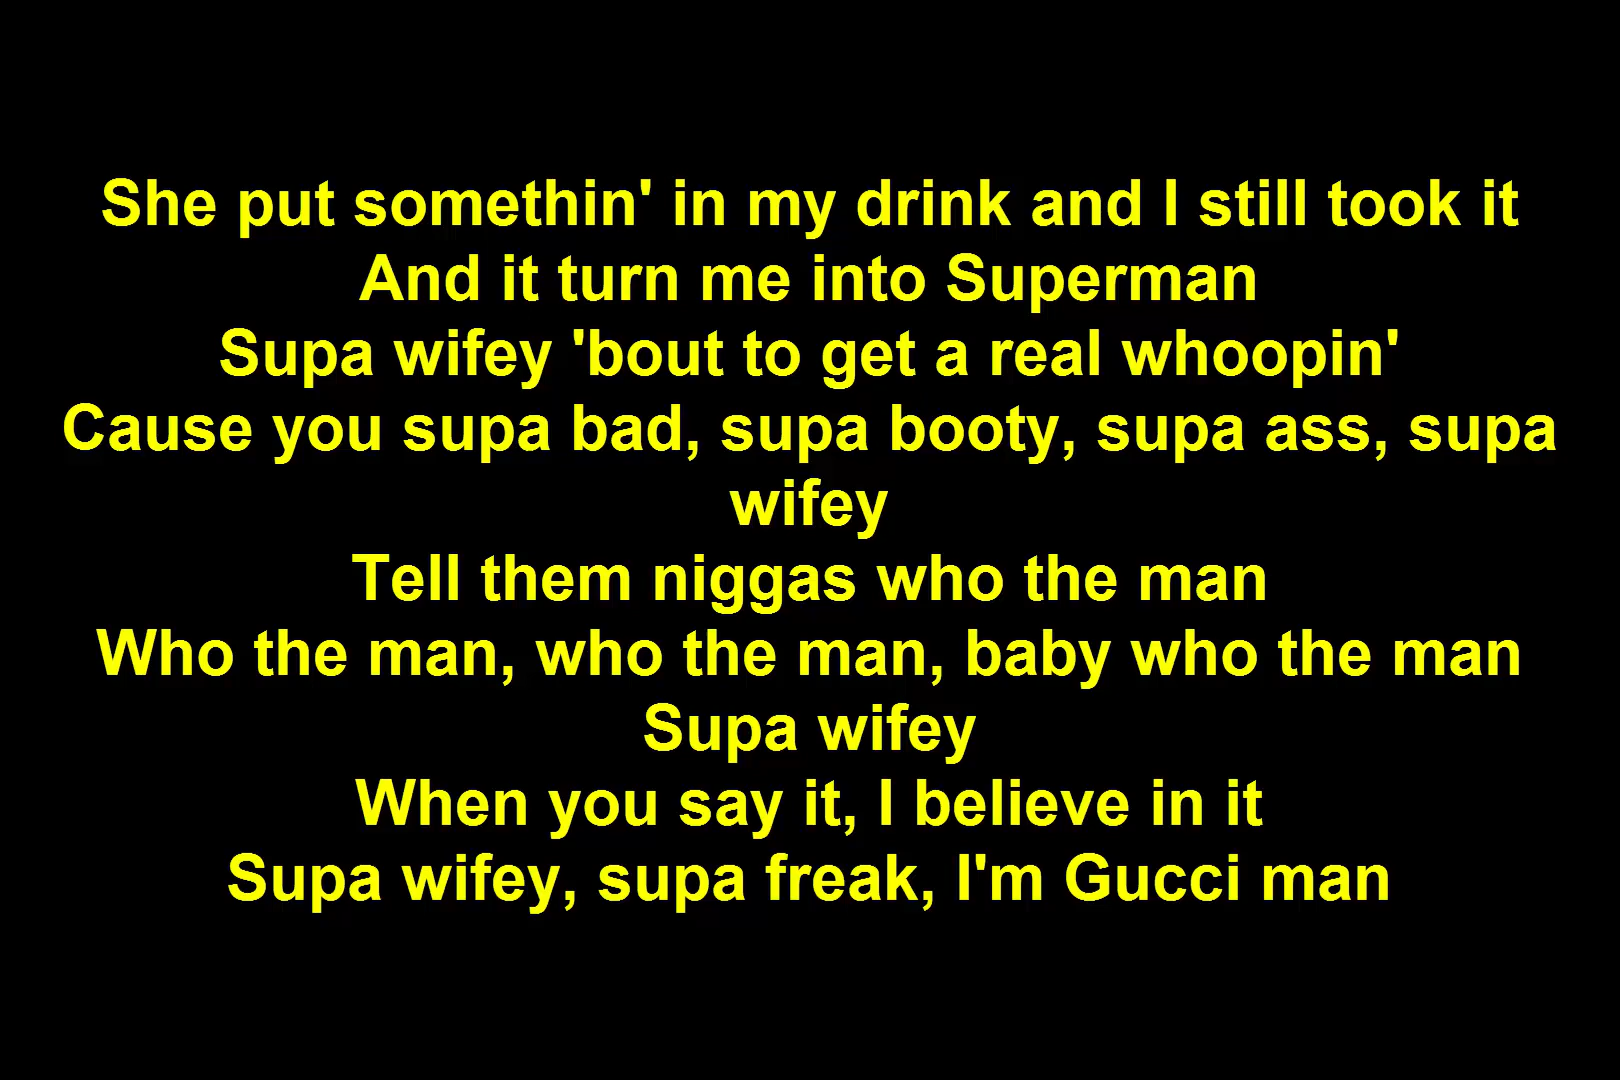 She put somethin' in my drink and I still took it
And it turn me into Superman
Supa wifey 'bout to get a real whoopin'
Cause you supa bad, supa booty, supa ass, supa
wifey
Tell them niggas who the man
Who the man, who the man, baby who the man
Supa wifey
When you say it, I believe in it
Supa wifey, supa freak, I'm Gucci man